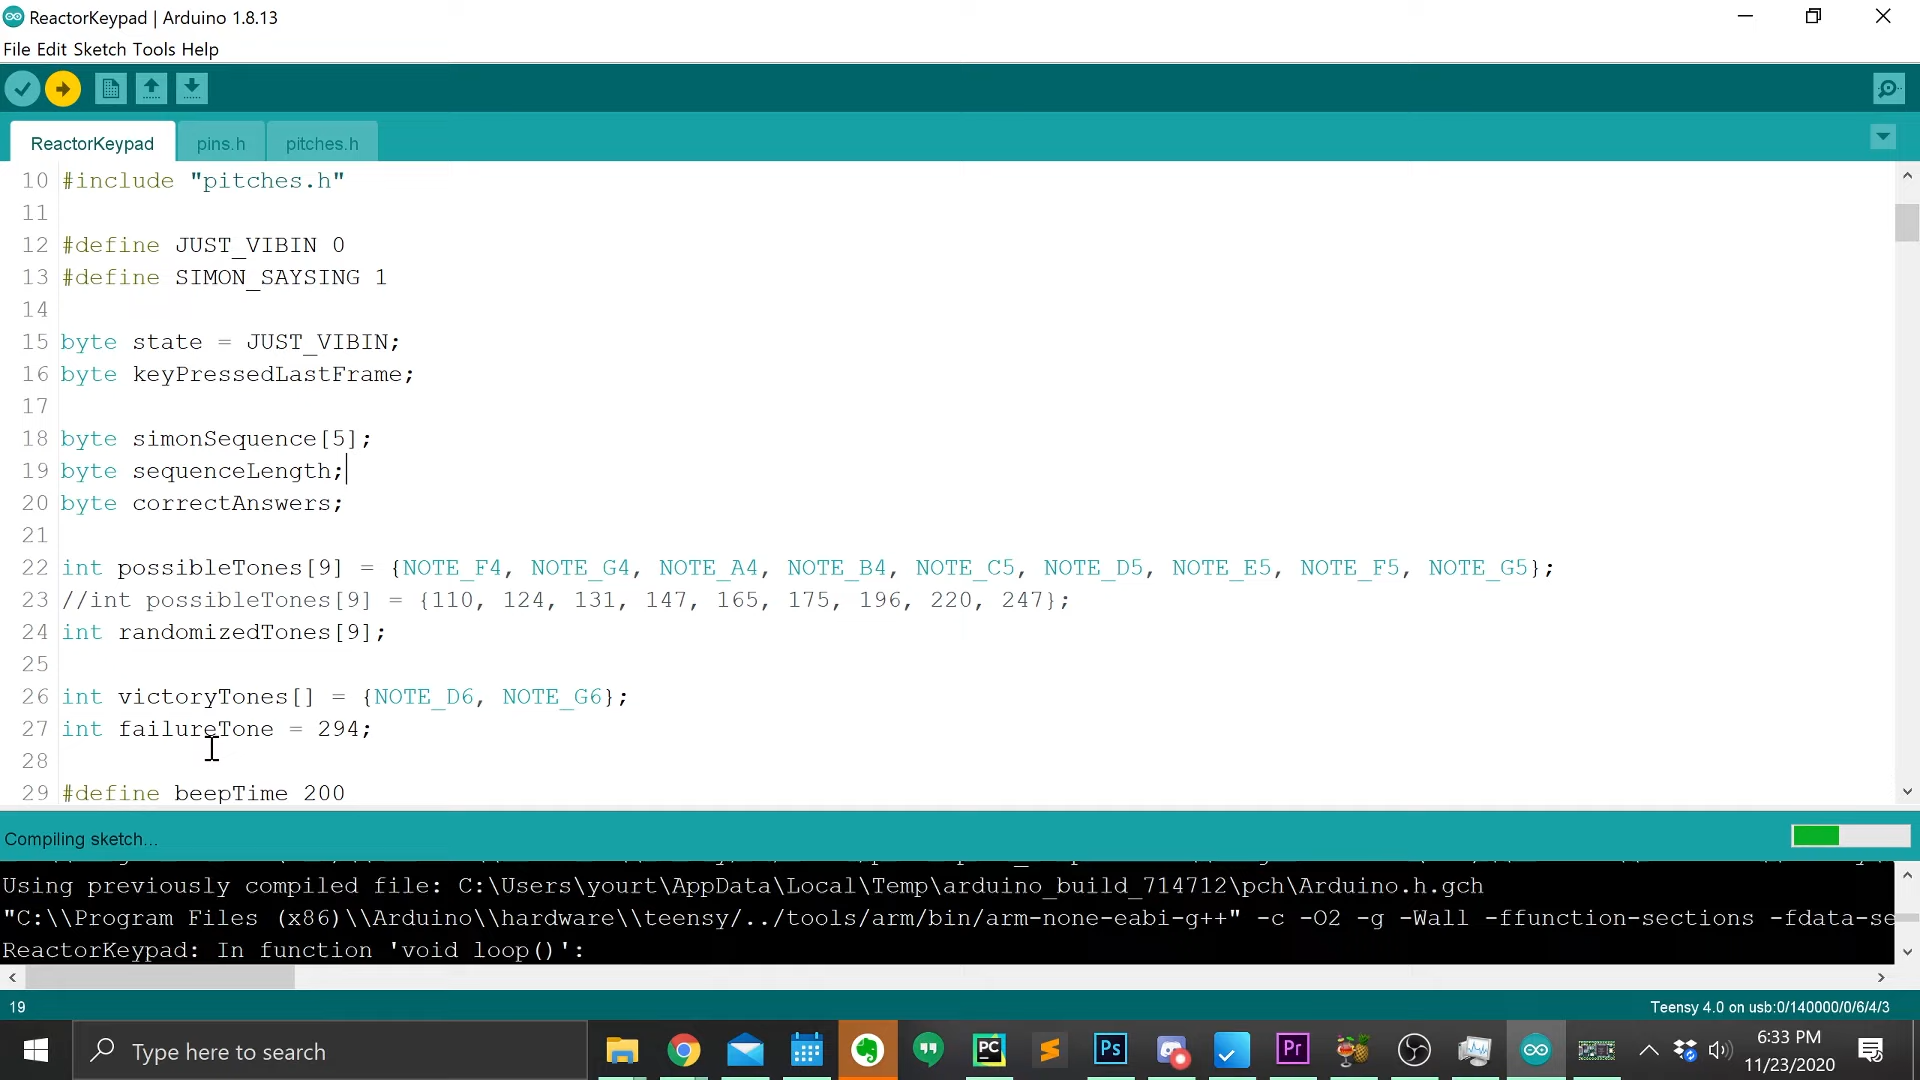 ReactorKeypad | Arduino 1.8.13
File Edit Sketch Tools Help
ReactorKeypad pins.h pitches.h
10 #include "pitches.h"
11
12 #define JUST_VIBIN 0
13 #define SIMON_SAYSING 1
14
15 byte state = JUST_VIBIN;
16 byte keyPressedLastFrame;
17
18 byte simonSequence[5];
19 byte sequenceLength;
20 byte correctAnswers;
21
22 int possibleTones[9] = {NOTE_F4, NOTE_G4, NOTE_A4, NOTE_B4, NOTE_C5, NOTE_D5, NOTE_E5, NOTE_F5, NOTE_G5};
23 //int possibleTones[9] = {110, 124, 131, 147, 165, 175, 196, 220, 247};
24 int randomizedTones[9];
25
26 int victoryTones[] = {NOTE_D6, NOTE_G6};
27 int failureTone = 294;
28
29 #define beepTime 200
Compiling sketch...
Using previously compiled file: C:\Users\yourt\AppData\Local\Temp\arduino_build_714712\pch\Arduino.h.gch
"C:\\Program Files (x86)\\Arduino\\hardware\\teensy/../tools/arm/bin/arm-none-eabi-g++" -c -O2 -g -Wall -ffunction-sections -fdata-se
ReactorKeypad: In function 'void loop()':
19 Teensy 4.0 on usb:0/140000/0/6/4/3
Type here to search
PC Ps Pr
6:33 PM
11/23/2020